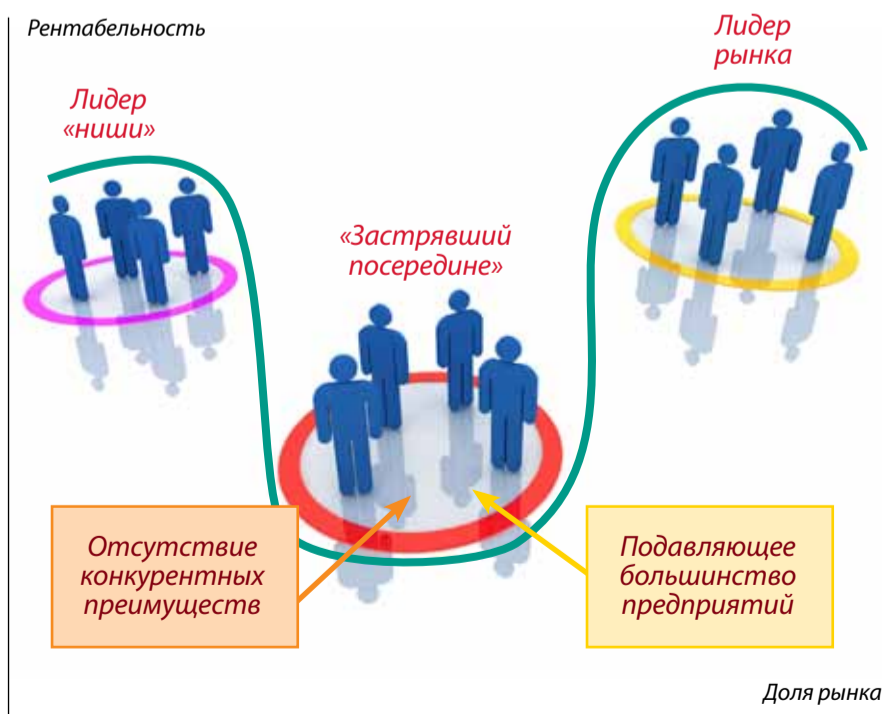 Рентабельность
Лидер
рынка
Лидер
«ниши»
«Застрявший
посередине»
Отсутствие
конкурентных
преимуществ
Подавляющее
большинство
предприятий
Доля рынка